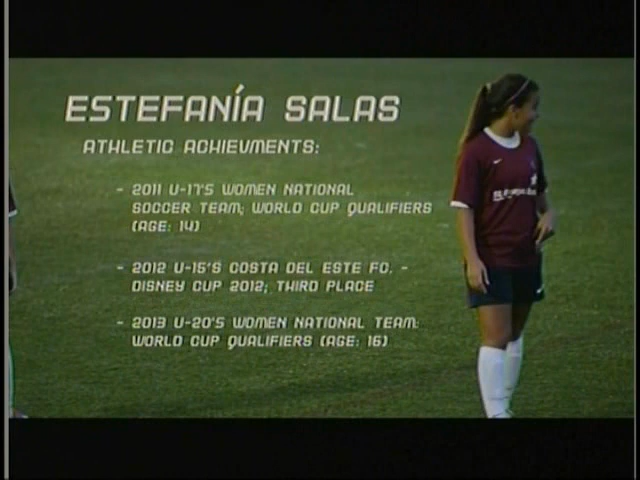 ESTEFANÍA SALAS
ATHLETIC ACHIEVMENTS:
- 2011 U-17'S WOMEN NATIONAL
SOCCER TEAM; WORLD CUP QUALIFIERS
(AGE: 14)
- 2012 U-15'S COSTA DEL ESTE FC. -
DISNEY CUP 2012; THIRD PLACE
- 2013 U-20'S WOMEN NATIONAL TEAM:
WORLD CUP QUALIFIERS (AGE: 16)